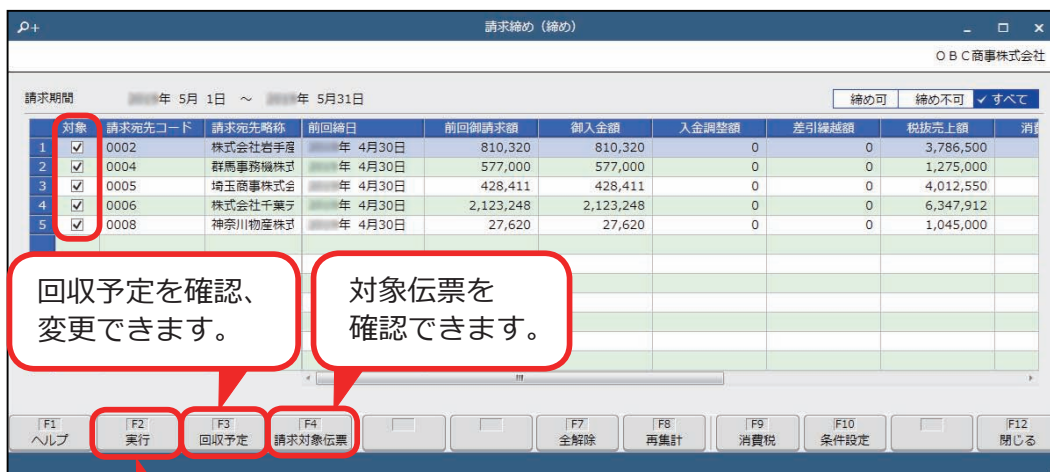 請求締め（締め）
ＯＢＣ商事株式会社
請求期間 年 5月 1日 ～ 年 5月31日
締め可 締め不可 ✓ すべて
対象 請求宛先コード 請求宛先略称 前回締日 前回御請求額 御入金額 入金調整額 差引繰越額 税抜売上額 消
1 0002 株式会社岩手産 年 4月30日 810,320 810,320 0 0 3,786,500
2 0004 群馬事務機株式 年 4月30日 577,000 577,000 0 0 1,275,000
3 0005 埼玉商事株式会 年 4月30日 428,411 428,411 0 0 4,012,550
4 0006 株式会社千葉テ 年 4月30日 2,123,248 2,123,248 0 0 6,347,912
5 0008 神奈川物産株式 年 4月30日 27,620 27,620 0 0 1,045,000
回収予定を確認、
変更できます。
対象伝票を
確認できます。
F1 F2 F3 F4 F7 F8 F9 F10 F12
ヘルプ 実行 回収予定 請求対象伝票 全解除 再集計 消費税 条件設定 閉じる